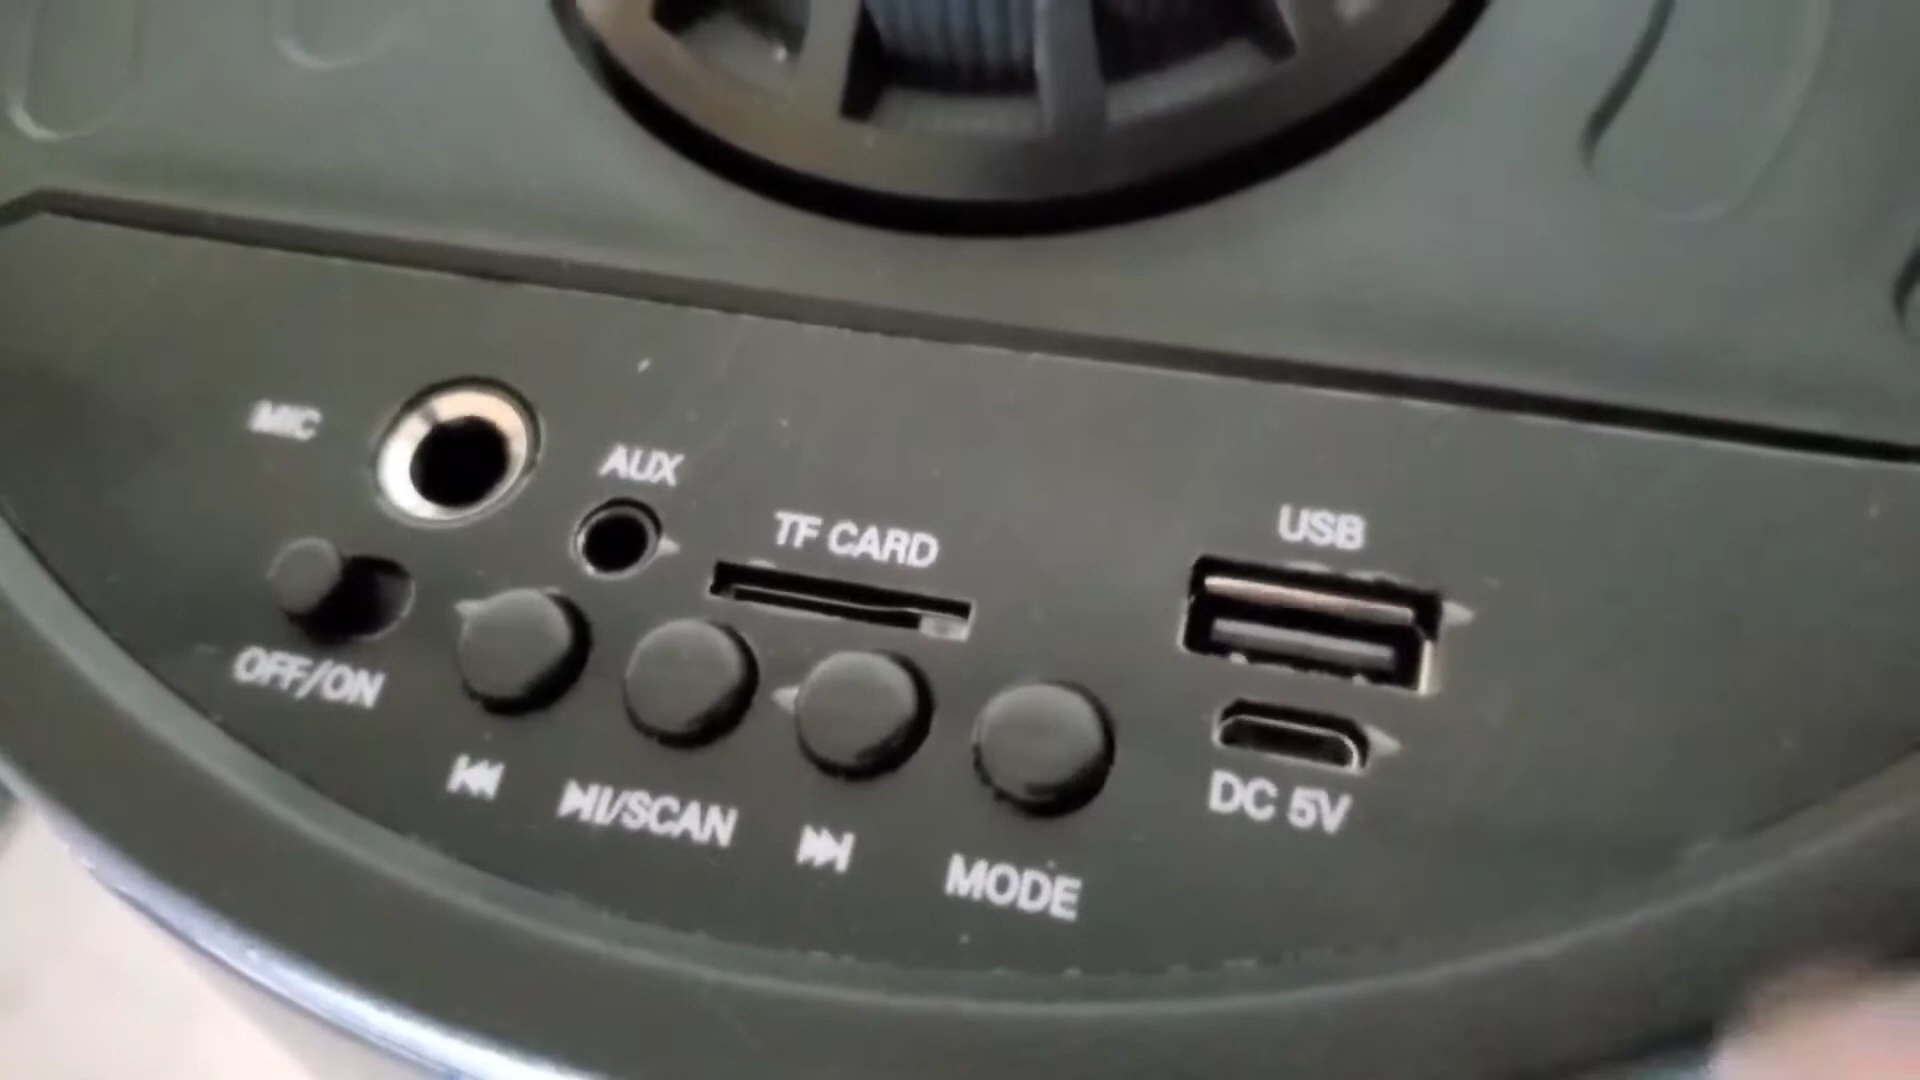 MIC
AUX
TF CARD
USB
OFF/ON
⏮
⏯/SCAN
⏭
MODE
DC 5V